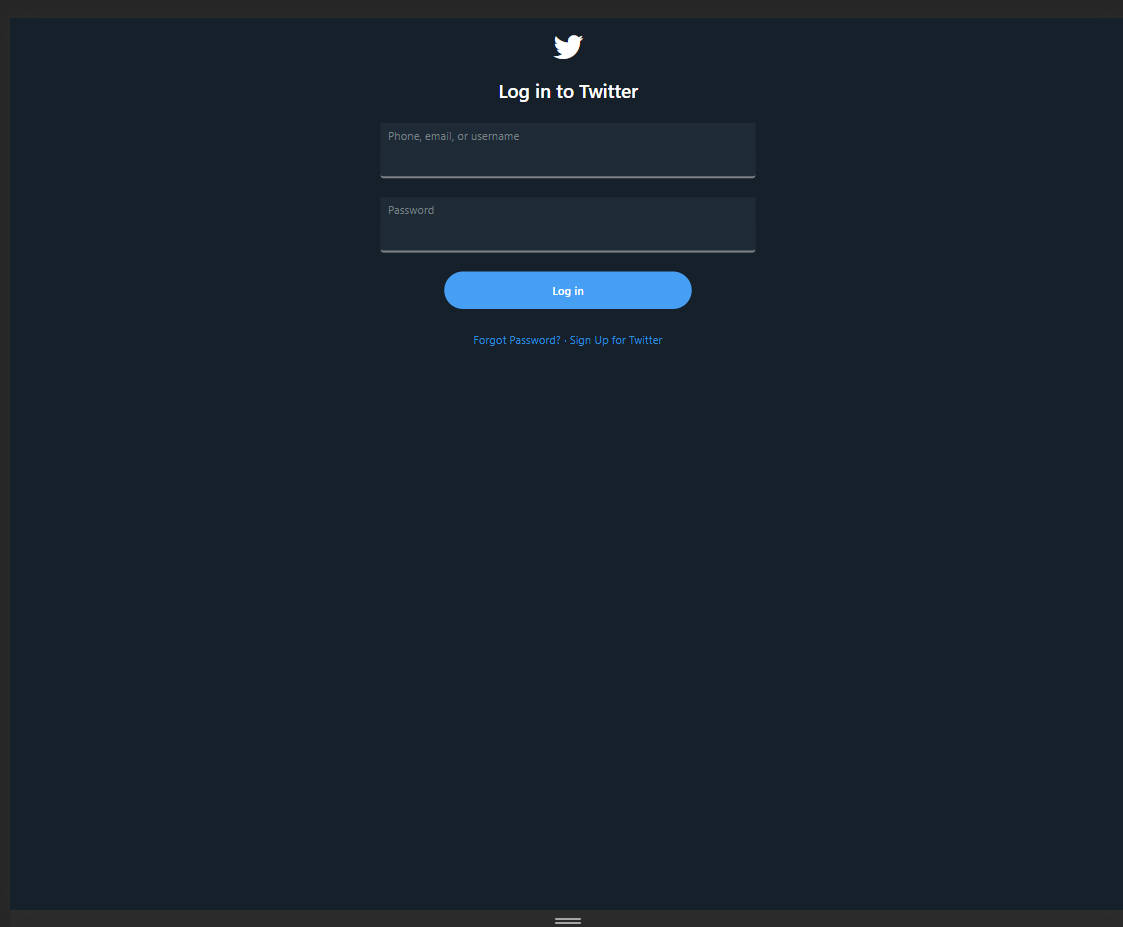 Log in to Twitter
Phone, email, or username
Password
Log in
Forgot Password? · Sign Up for Twitter